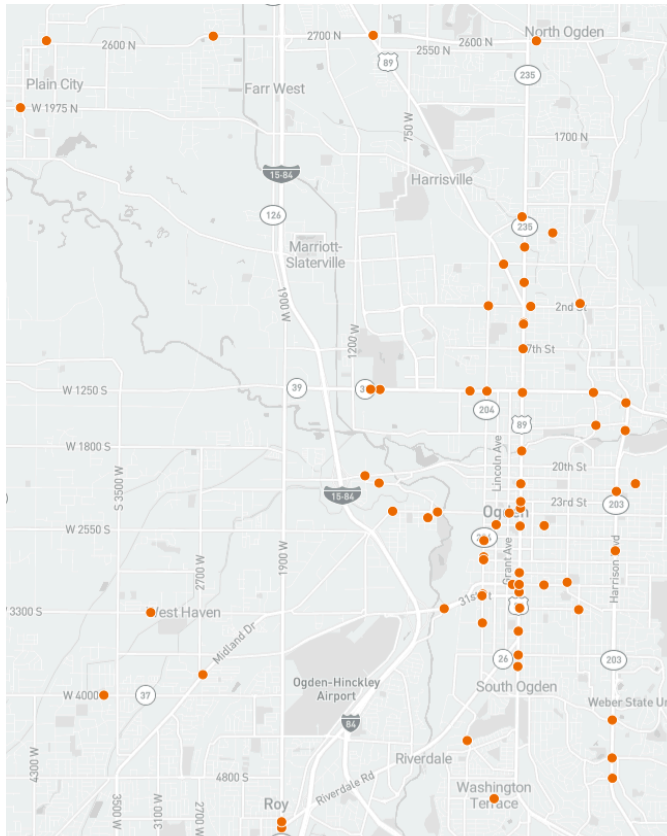 2700 N
2600 N
2550 N
2600 N
North Ogden
89
235
Plain City
Farr West
W 1975 N
750 W
1700 N
15-84
Harrisville
126
235
Marriott-
Slaterville
1900 W
1200 W
2nd St
7th St
W 1250 S
39
204
89
W 1800 S
S 3500 W
Lincoln Ave
20th St
15-84
23rd St
203
Ogden
W 2550 S
2700 W
1900 W
Grant Ave
Harrison Blvd
31st St
3300 S
West Haven
Midland Dr
26
203
Ogden-Hinckley
Airport
South Ogden
W 4000
37
Weber State
84
4300 W
Riverdale
4800 S
Riverdale Rd
Washington
Terrace
3500 W
3100 W
2700 W
Roy